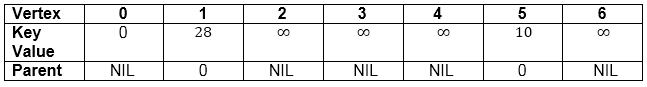 Vertex 0 1 2 3 4 5 6
Key Value 0 28 ∞ ∞ ∞ 10 ∞
Parent NIL 0 NIL NIL NIL 0 NIL